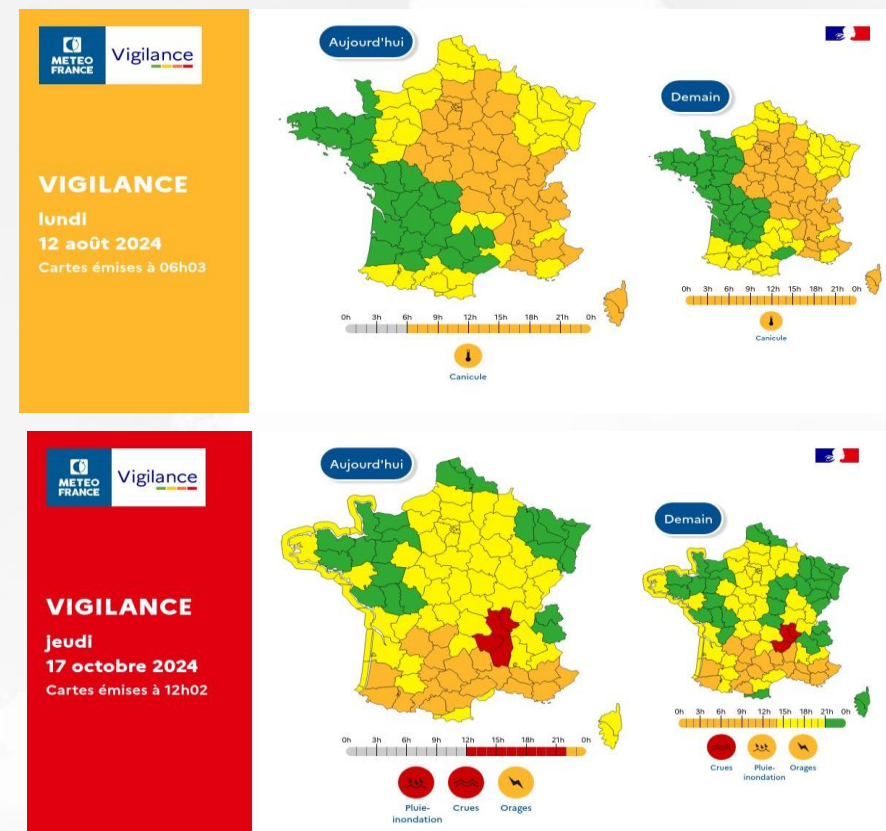 METEO
FRANCE
Vigilance
VIGILANCE
lundi
12 août 2024
Cartes émises à 06h03
Aujourd'hui
0h 3h 6h 9h 12h 15h 18h 21h 0h
Canicule
Demain
0h 3h 6h 9h 12h 15h 18h 21h 0h
Canicule
METEO
FRANCE
Vigilance
VIGILANCE
jeudi
17 octobre 2024
Cartes émises à 12h02
Aujourd'hui
0h 3h 6h 9h 12h 15h 18h 21h 0h
Pluie-
inondation
Crues
Orages
Demain
0h 3h 6h 9h 12h 15h 18h 21h 0h
Crues
Pluie-
inondation
Orages